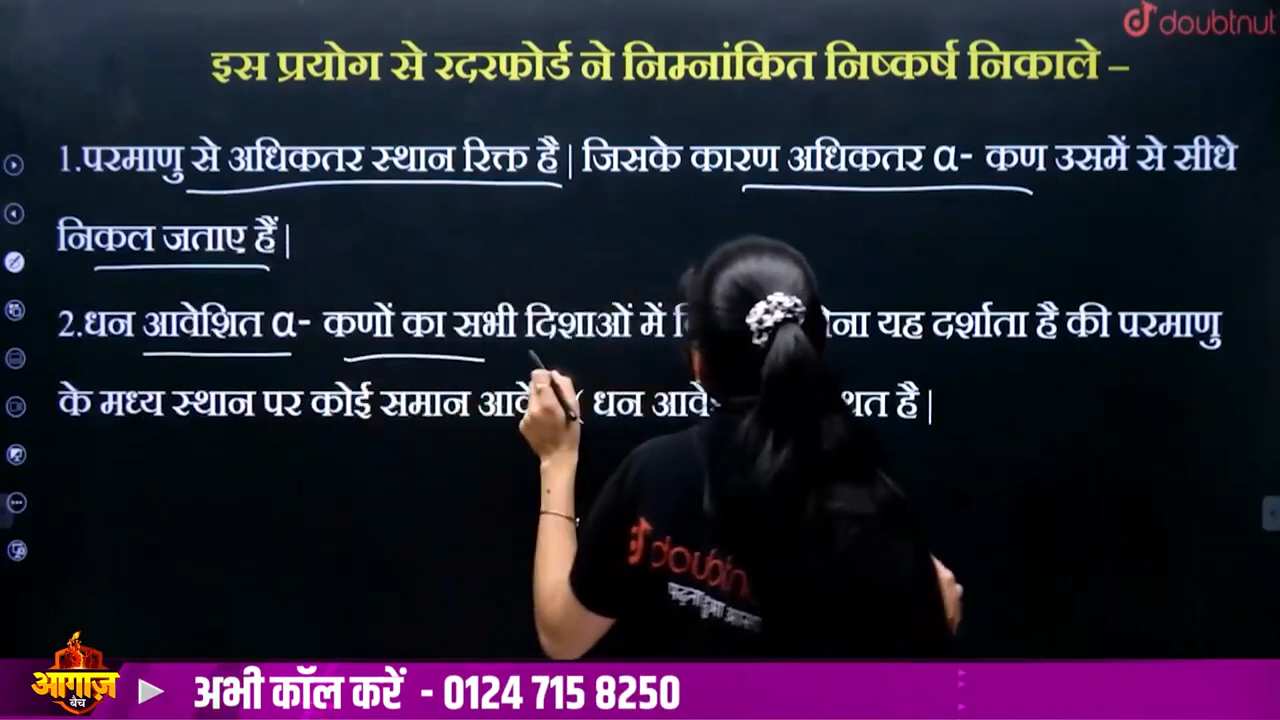 doubtnut
इस प्रयोग से रदरफोर्ड ने निम्नांकित निष्कर्ष निकाले –
1.परमाणु से अधिकतर स्थान रिक्त है | जिसके कारण अधिकतर α- कण उसमें से सीधे
निकल जताए हैं |
2.धन आवेशित α- कणों का सभी दिशाओं में यह दर्शाता है की परमाणु
के मध्य स्थान पर कोई समान ( धन है |
doubtn
आगाज़
बैच
अभी कॉल करें - 0124 715 8250